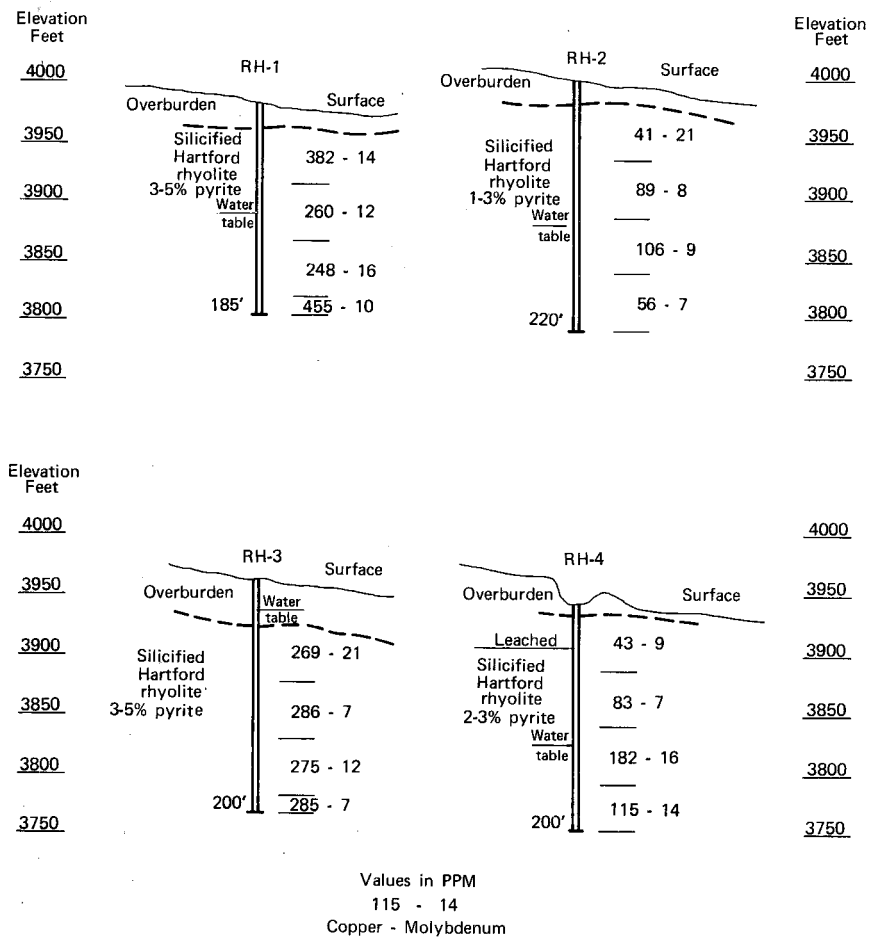 Elevation
Feet
4000
3950
3900
3850
3800
3750
RH-1
Overburden
Surface
Silicified
Hartford
rhyolite
3-5% pyrite
Water
table
382 - 14
260 - 12
248 - 16
455 - 10
185'
RH-2
Overburden
Surface
Silicified
Hartford
rhyolite
1-3% pyrite
Water
table
41 - 21
89 - 8
106 - 9
56 - 7
220'
Elevation
Feet
4000
3950
3900
3850
3800
3750
Elevation
Feet
4000
3950
3900
3850
3800
3750
RH-3
Overburden
Surface
Water
table
Silicified
Hartford
rhyolite
3-5% pyrite
269 - 21
286 - 7
275 - 12
285 - 7
200'
RH-4
Overburden
Surface
Leached
Silicified
Hartford
rhyolite
2-3% pyrite
Water
table
43 - 9
83 - 7
182 - 16
115 - 14
200'
4000
3950
3900
3850
3800
3750
Values in PPM
115 - 14
Copper - Molybdenum